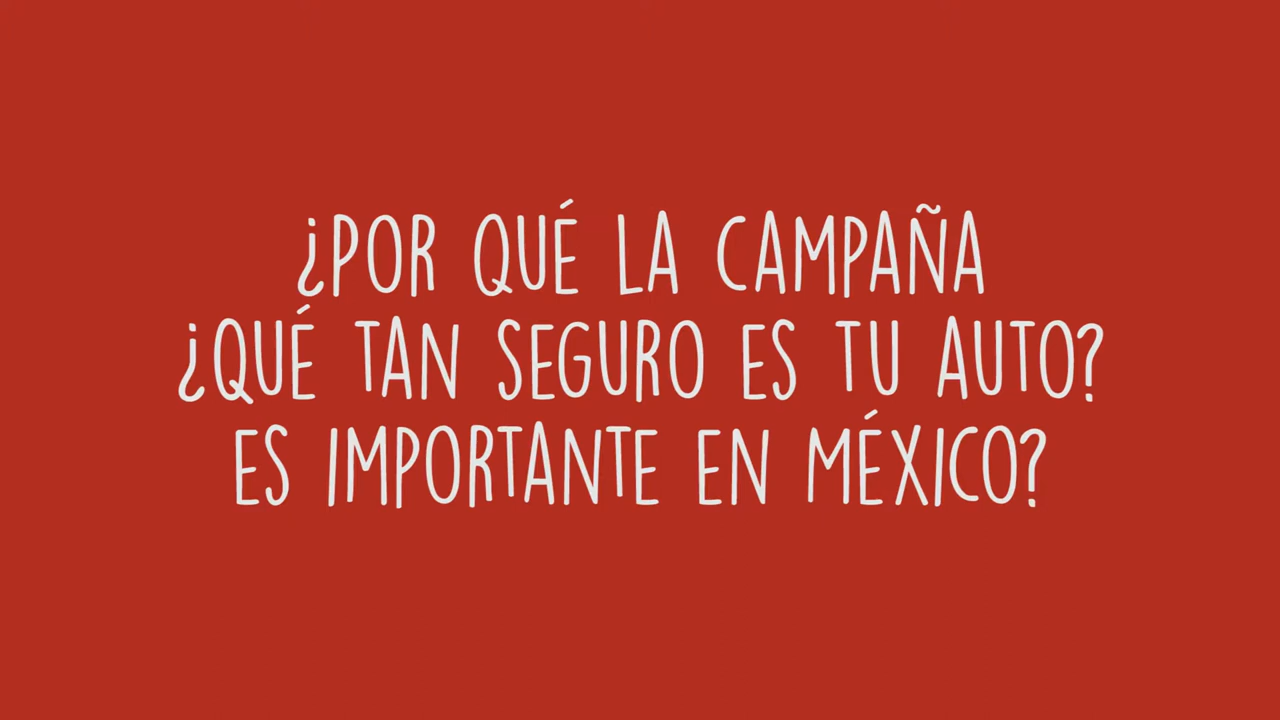 ¿POR QUÉ LA CAMPAÑA
¿QUÉ TAN SEGURO ES TU AUTO?
ES IMPORTANTE EN MÉXICO?